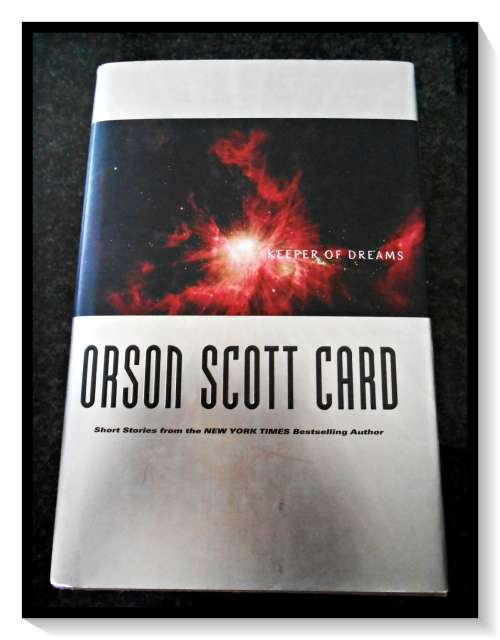 KEEPER OF DREAMS
ORSON SCOTT CARD
Short Stories from the NEW YORK TIMES Bestselling Author